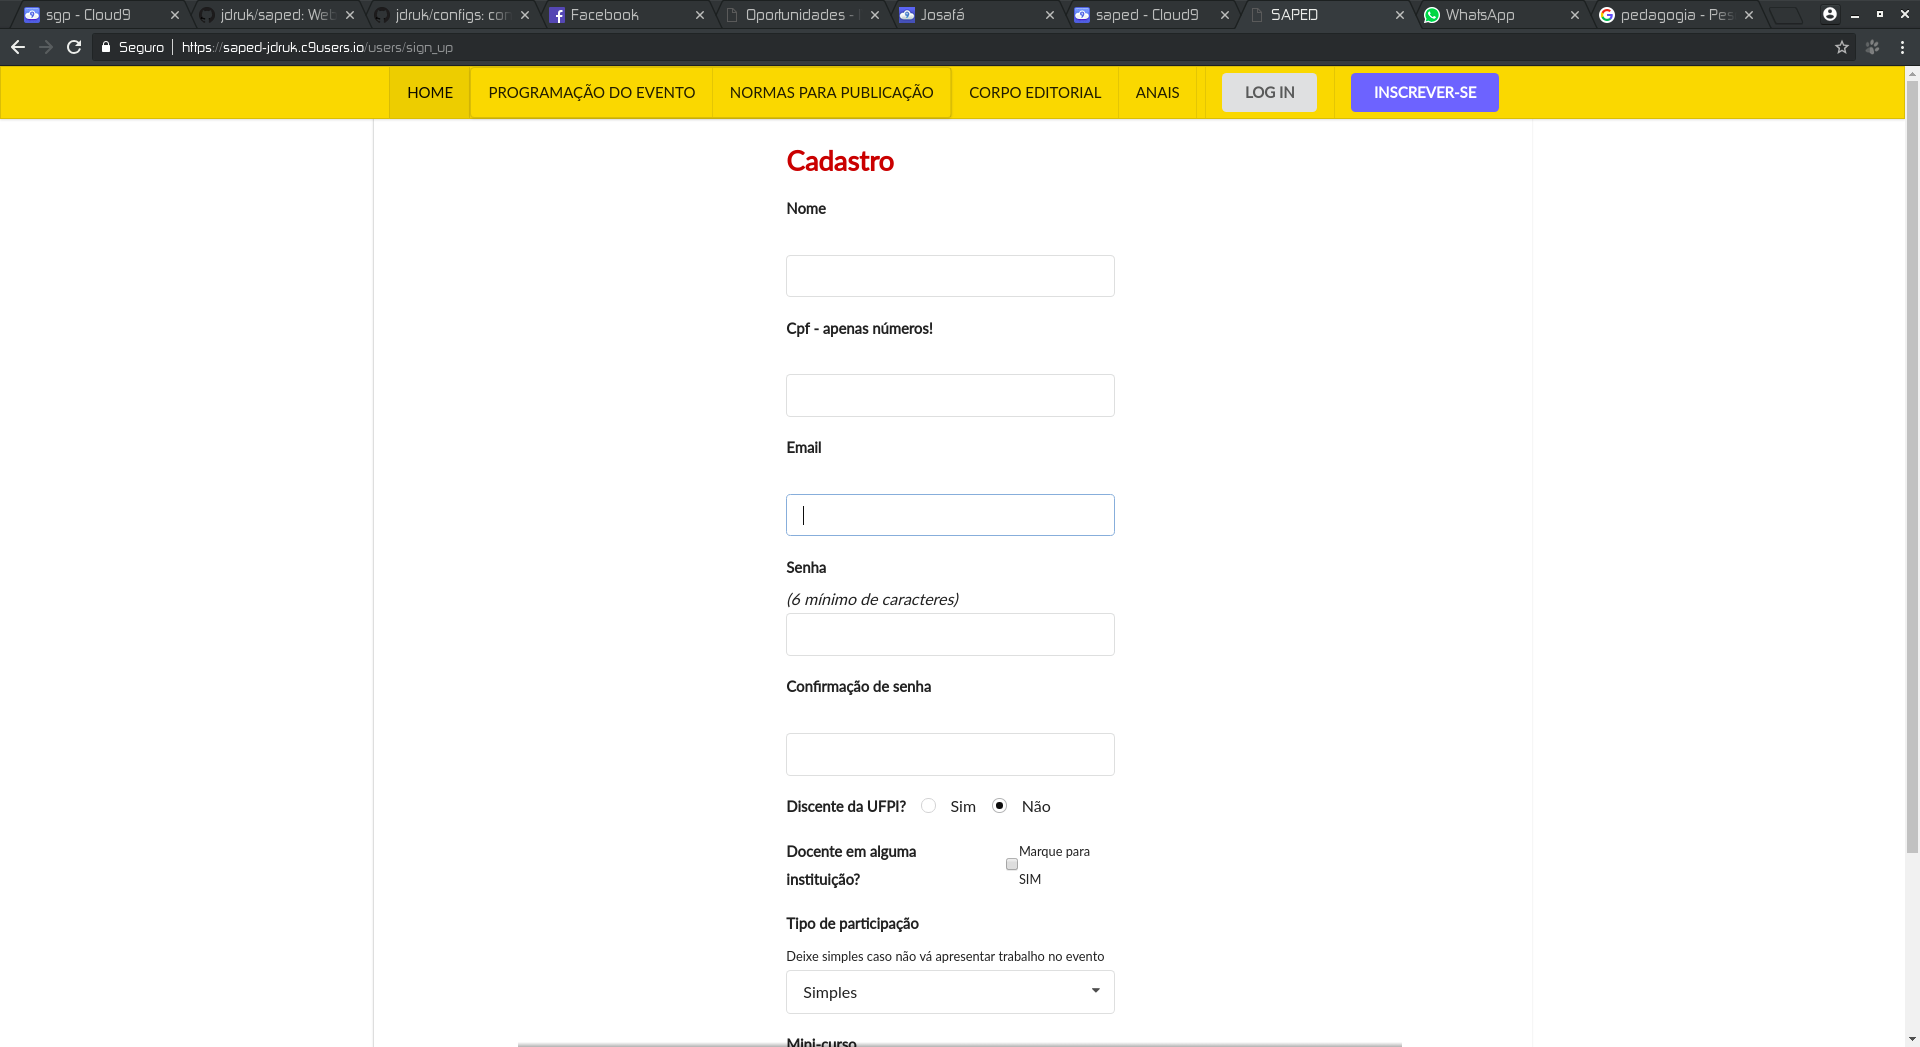 sgp - Cloud9
jdruk/saped: Web
jdruk/configs: con
Facebook
Oportunidades -
Josafá
saped - Cloud9
SAPED
WhatsApp
pedagogia - Pes
Seguro
https://saped-jdruk.c9users.io/users/sign_up
HOME
PROGRAMAÇÃO DO EVENTO
NORMAS PARA PUBLICAÇÃO
CORPO EDITORIAL
ANAIS
LOG IN
INSCREVER-SE
Cadastro
Nome
Cpf - apenas números!
Email
Senha
(6 mínimo de caracteres)
Confirmação de senha
Discente da UFPI? Sim Não
Docente em alguma
instituição?
Marque para
SIM
Tipo de participação
Deixe simples caso não vá apresentar trabalho no evento
Simples
Mini-curso